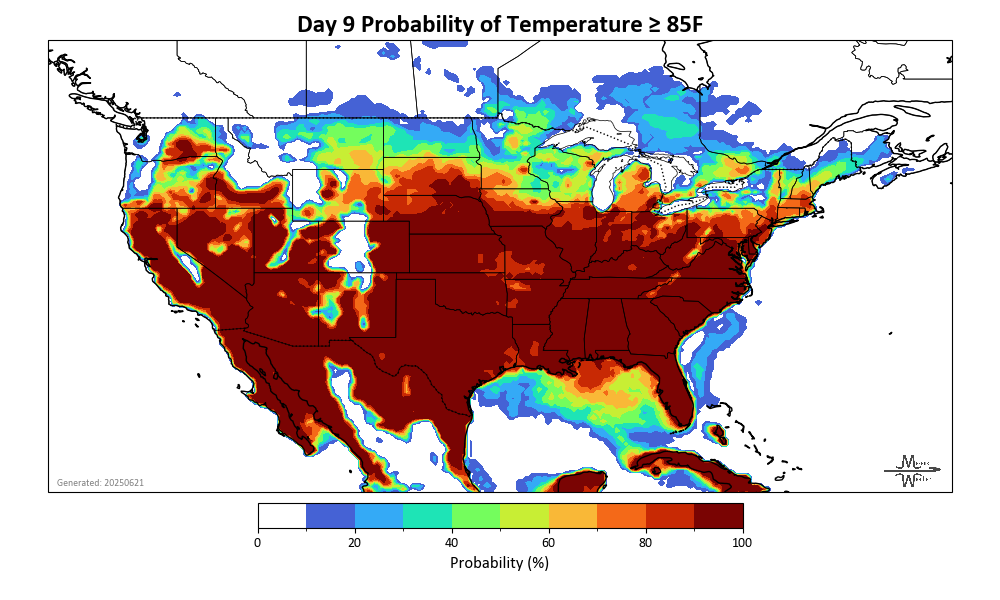 Day 9 Probability of Temperature ≥ 85F
Generated: 20250621
0 20 40 60 80 100
Probability (%)